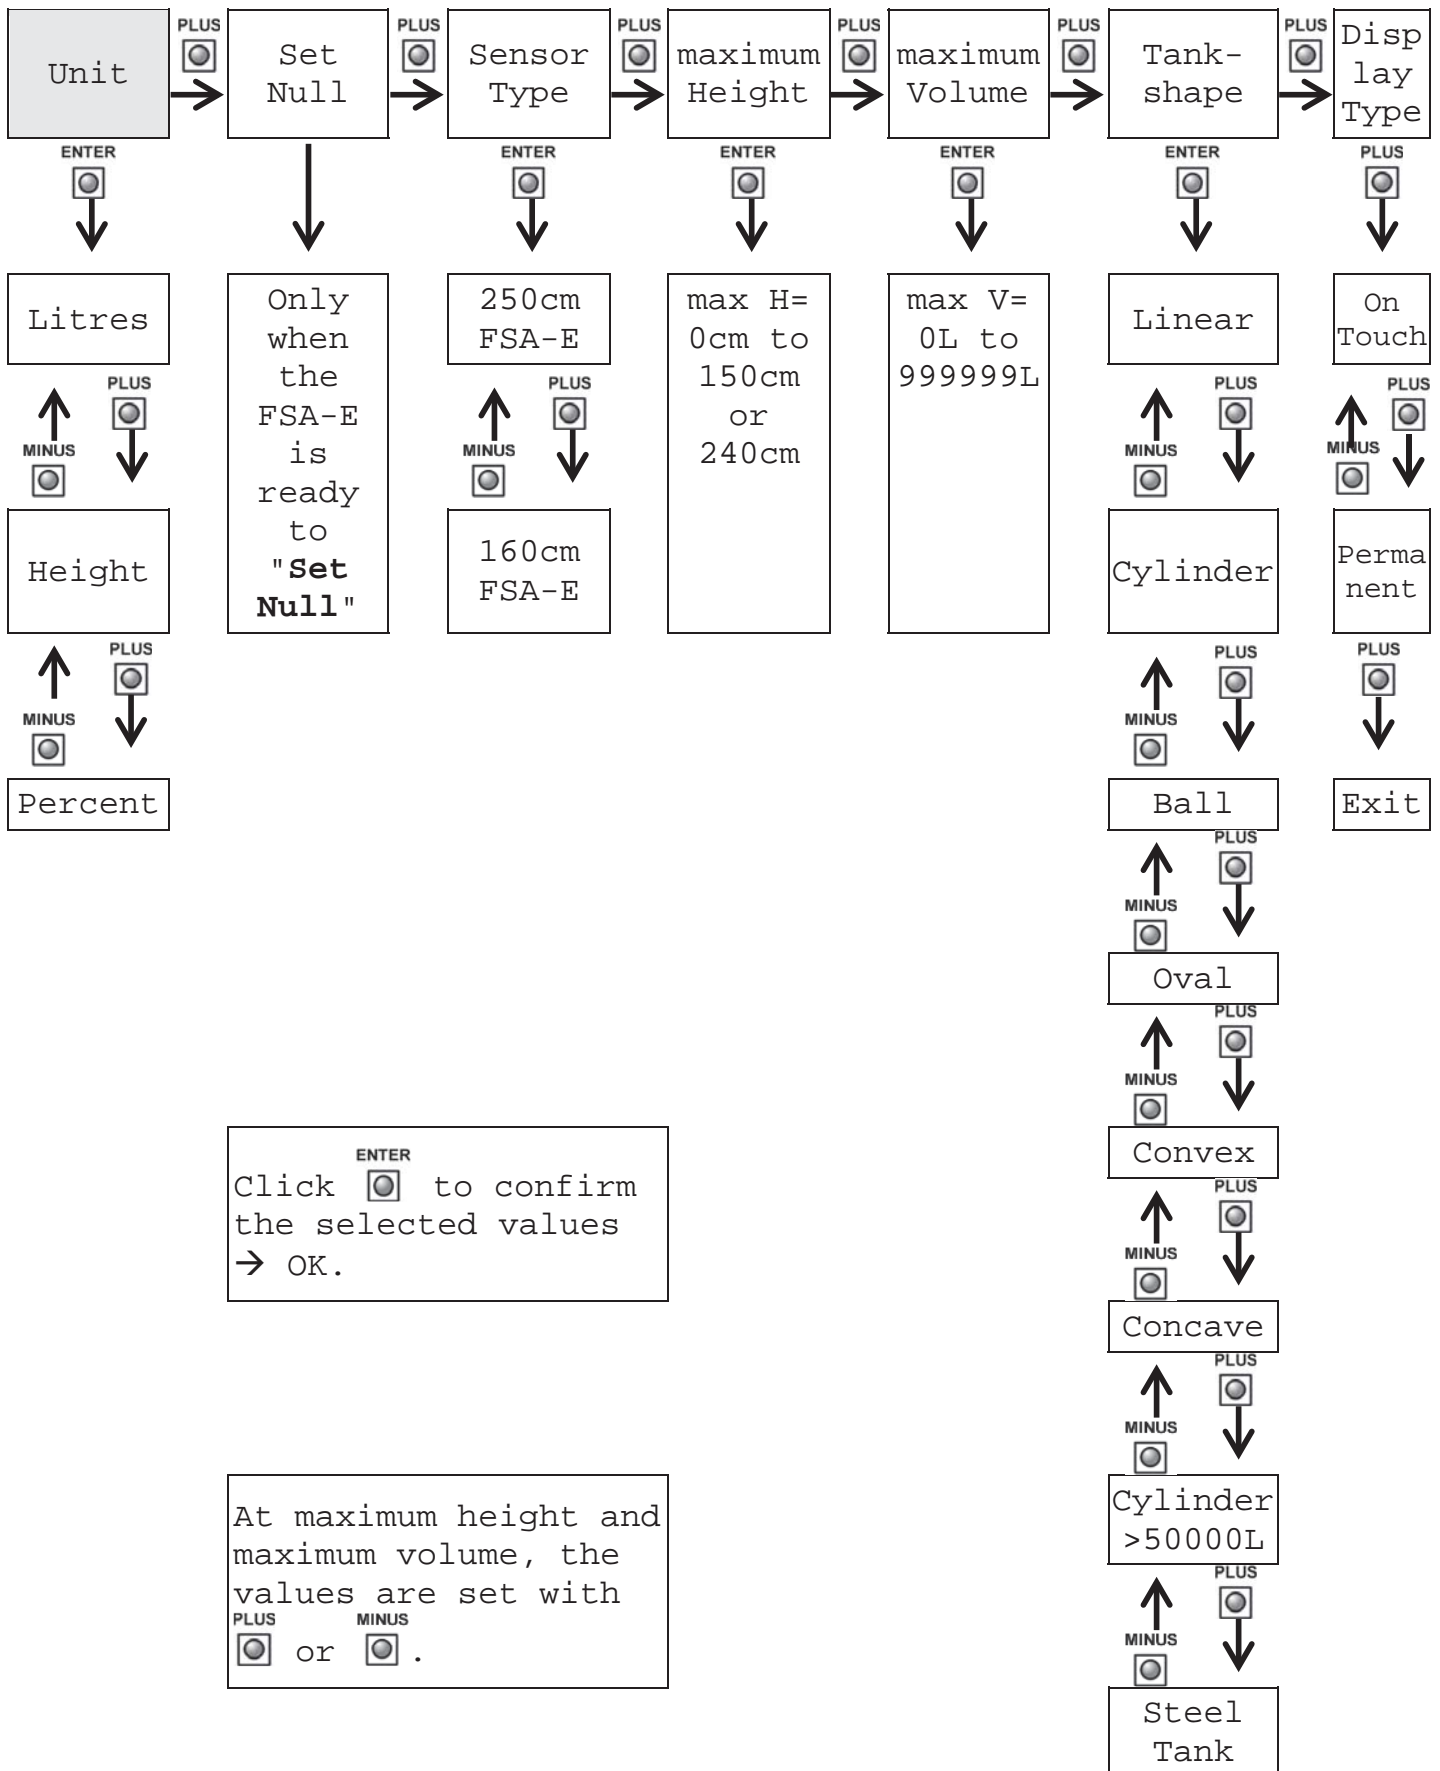 PLUS PLUS PLUS PLUS PLUS PLUS
Unit
Set
Null
Sensor
Type
maximum
Height
maximum
Volume
Tank-
shape
Disp
lay
Type
ENTER ENTER ENTER ENTER ENTER PLUS
Litres
PLUS
MINUS
Height
PLUS
MINUS
Percent
Only
when
the
FSA-E
is
ready
to
"Set
Null"
250cm
FSA-E
PLUS
MINUS
160cm
FSA-E
max H=
0cm to
150cm
or
240cm
max V=
0L to
999999L
Linear
PLUS
MINUS
Cylinder
PLUS
MINUS
Ball
PLUS
MINUS
Oval
PLUS
MINUS
Convex
PLUS
MINUS
Concave
PLUS
MINUS
Cylinder
>50000L
PLUS
MINUS
Steel
Tank
On
Touch
PLUS
MINUS
Perma
nent
PLUS
Exit
ENTER
Click to confirm
the selected values
→ OK.
At maximum height and
maximum volume, the
values are set with
PLUS MINUS
or .